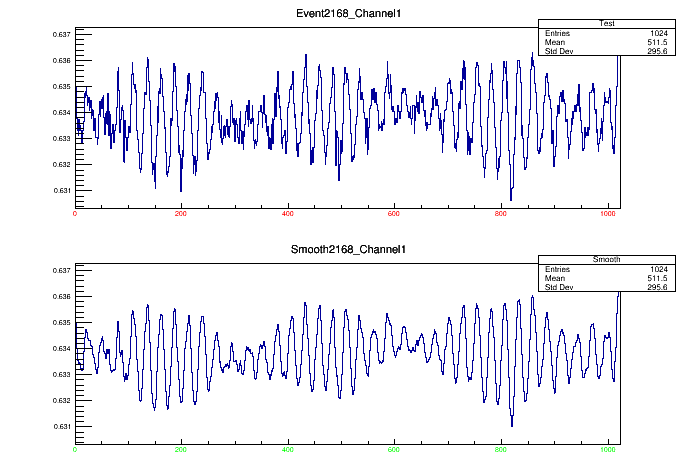 Event2168_Channel1
Test
Entries 1024
Mean 511.5
Std Dev 295.6
0.637
0.636
0.635
0.634
0.633
0.632
0.631
0 200 400 600 800 1000
Smooth2168_Channel1
Smooth
Entries 1024
Mean 511.5
Std Dev 295.6
0.637
0.636
0.635
0.634
0.633
0.632
0.631
0 200 400 600 800 1000